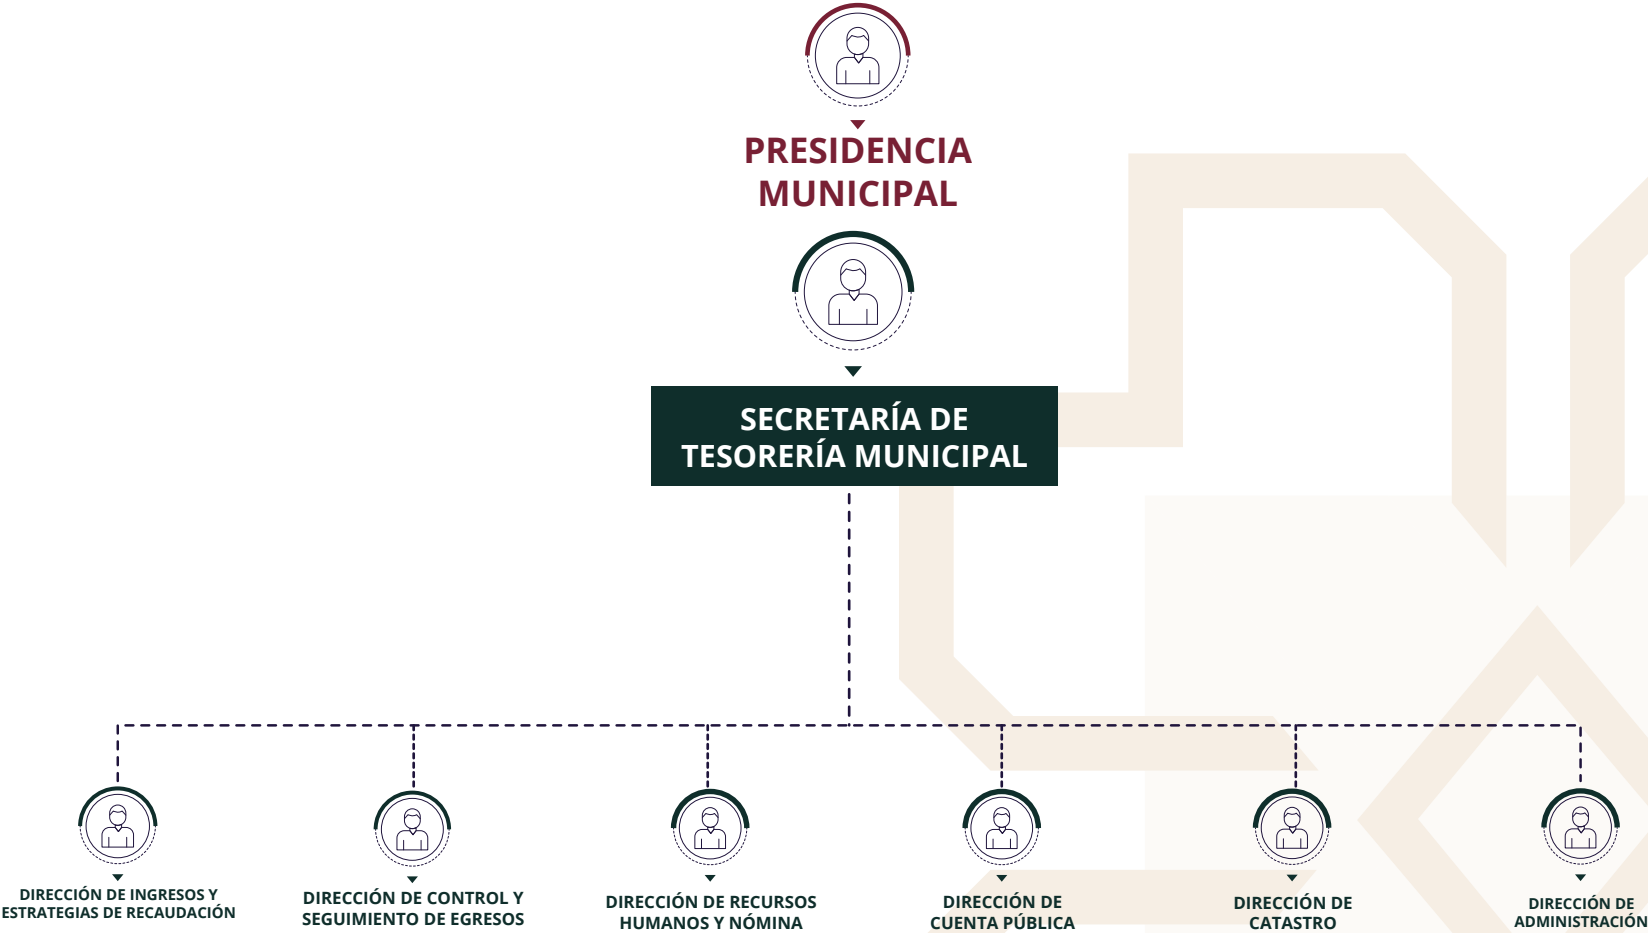 PRESIDENCIA
MUNICIPAL
SECRETARÍA DE
TESORERÍA MUNICIPAL
DIRECCIÓN DE INGRESOS Y
ESTRATEGIAS DE RECAUDACIÓN
DIRECCIÓN DE CONTROL Y
SEGUIMIENTO DE EGRESOS
DIRECCIÓN DE RECURSOS
HUMANOS Y NÓMINA
DIRECCIÓN DE
CUENTA PÚBLICA
DIRECCIÓN DE
CATASTRO
DIRECCIÓN DE
ADMINISTRACIÓN